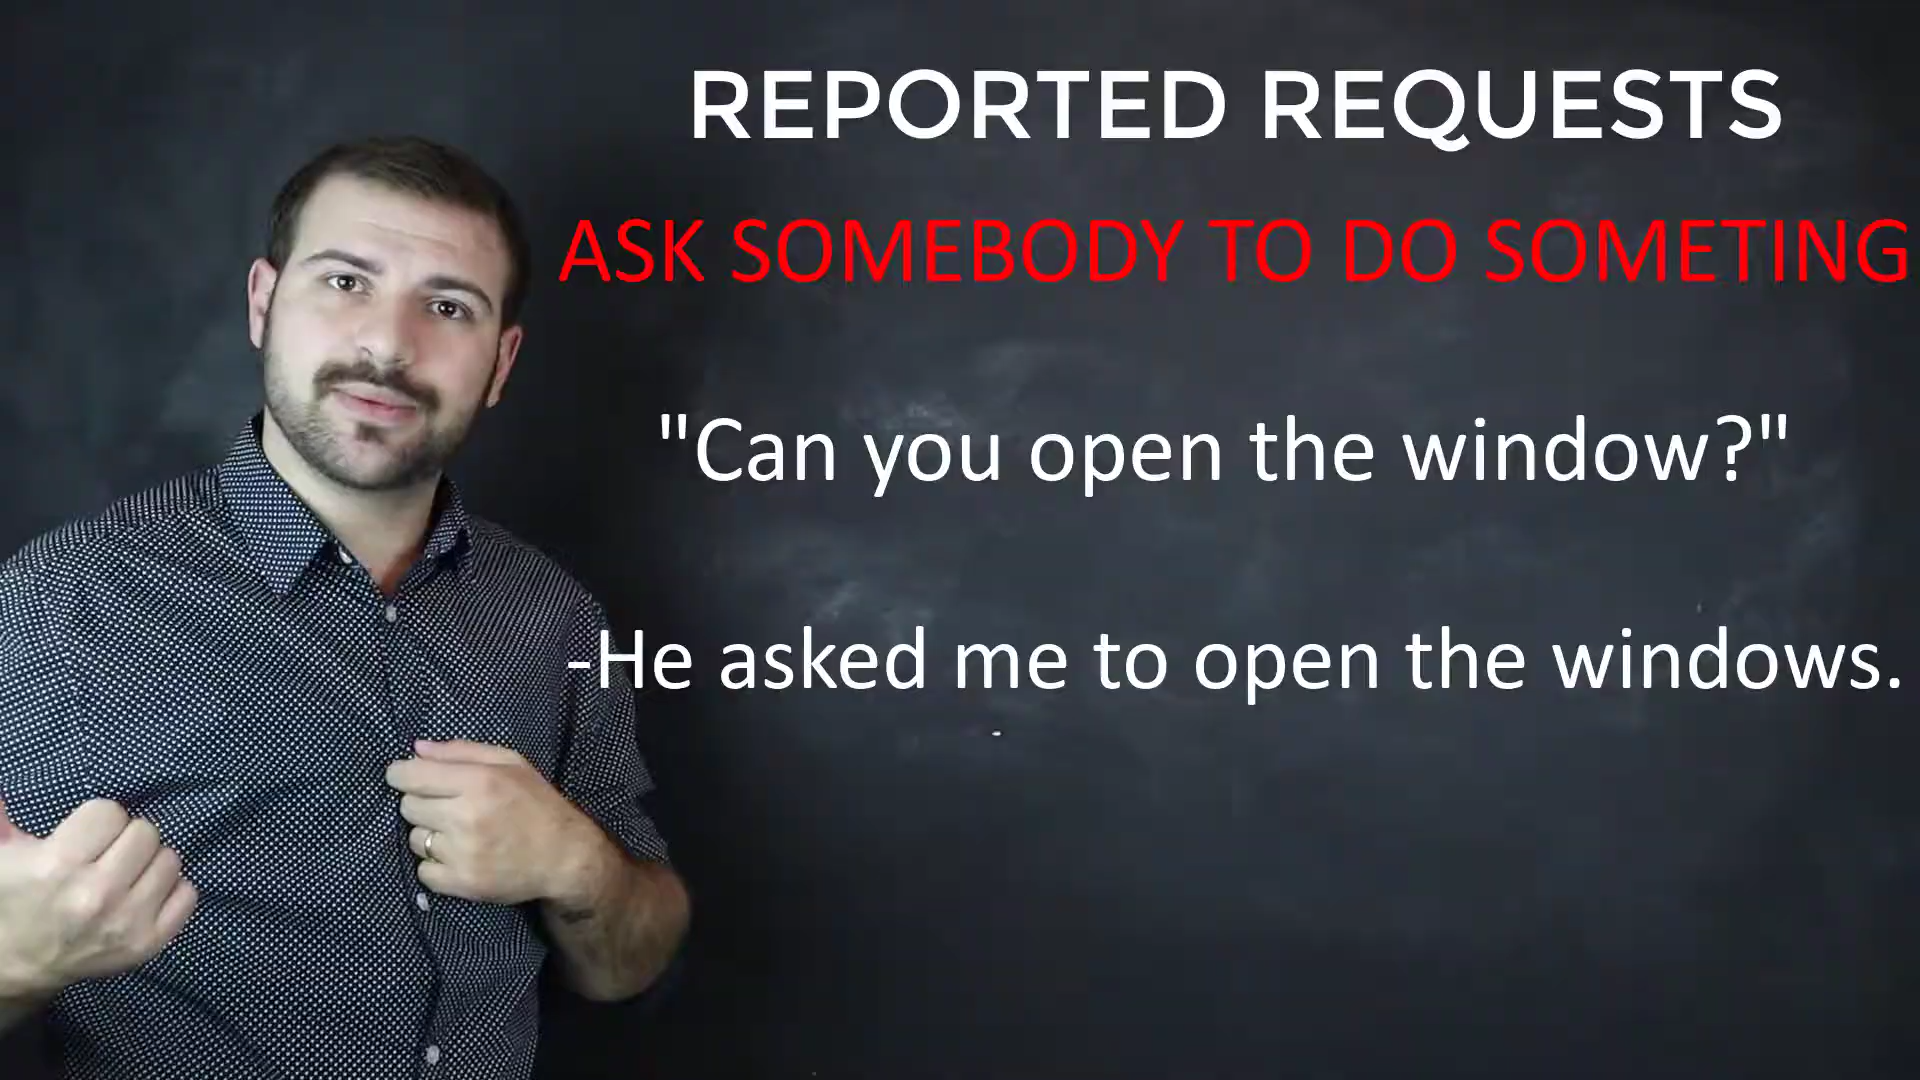 REPORTED REQUESTS
ASK SOMEBODY TO DO SOMETING
"Can you open the window?"
-He asked me to open the windows.